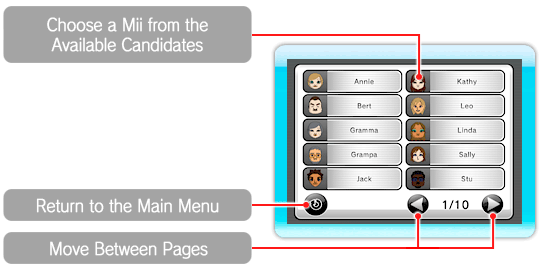 Choose a Mii from the
Available Candidates
Annie
Kathy
Bert
Leo
Gramma
Linda
Grampa
Sally
Jack
Stu
Return to the Main Menu
1/10
Move Between Pages